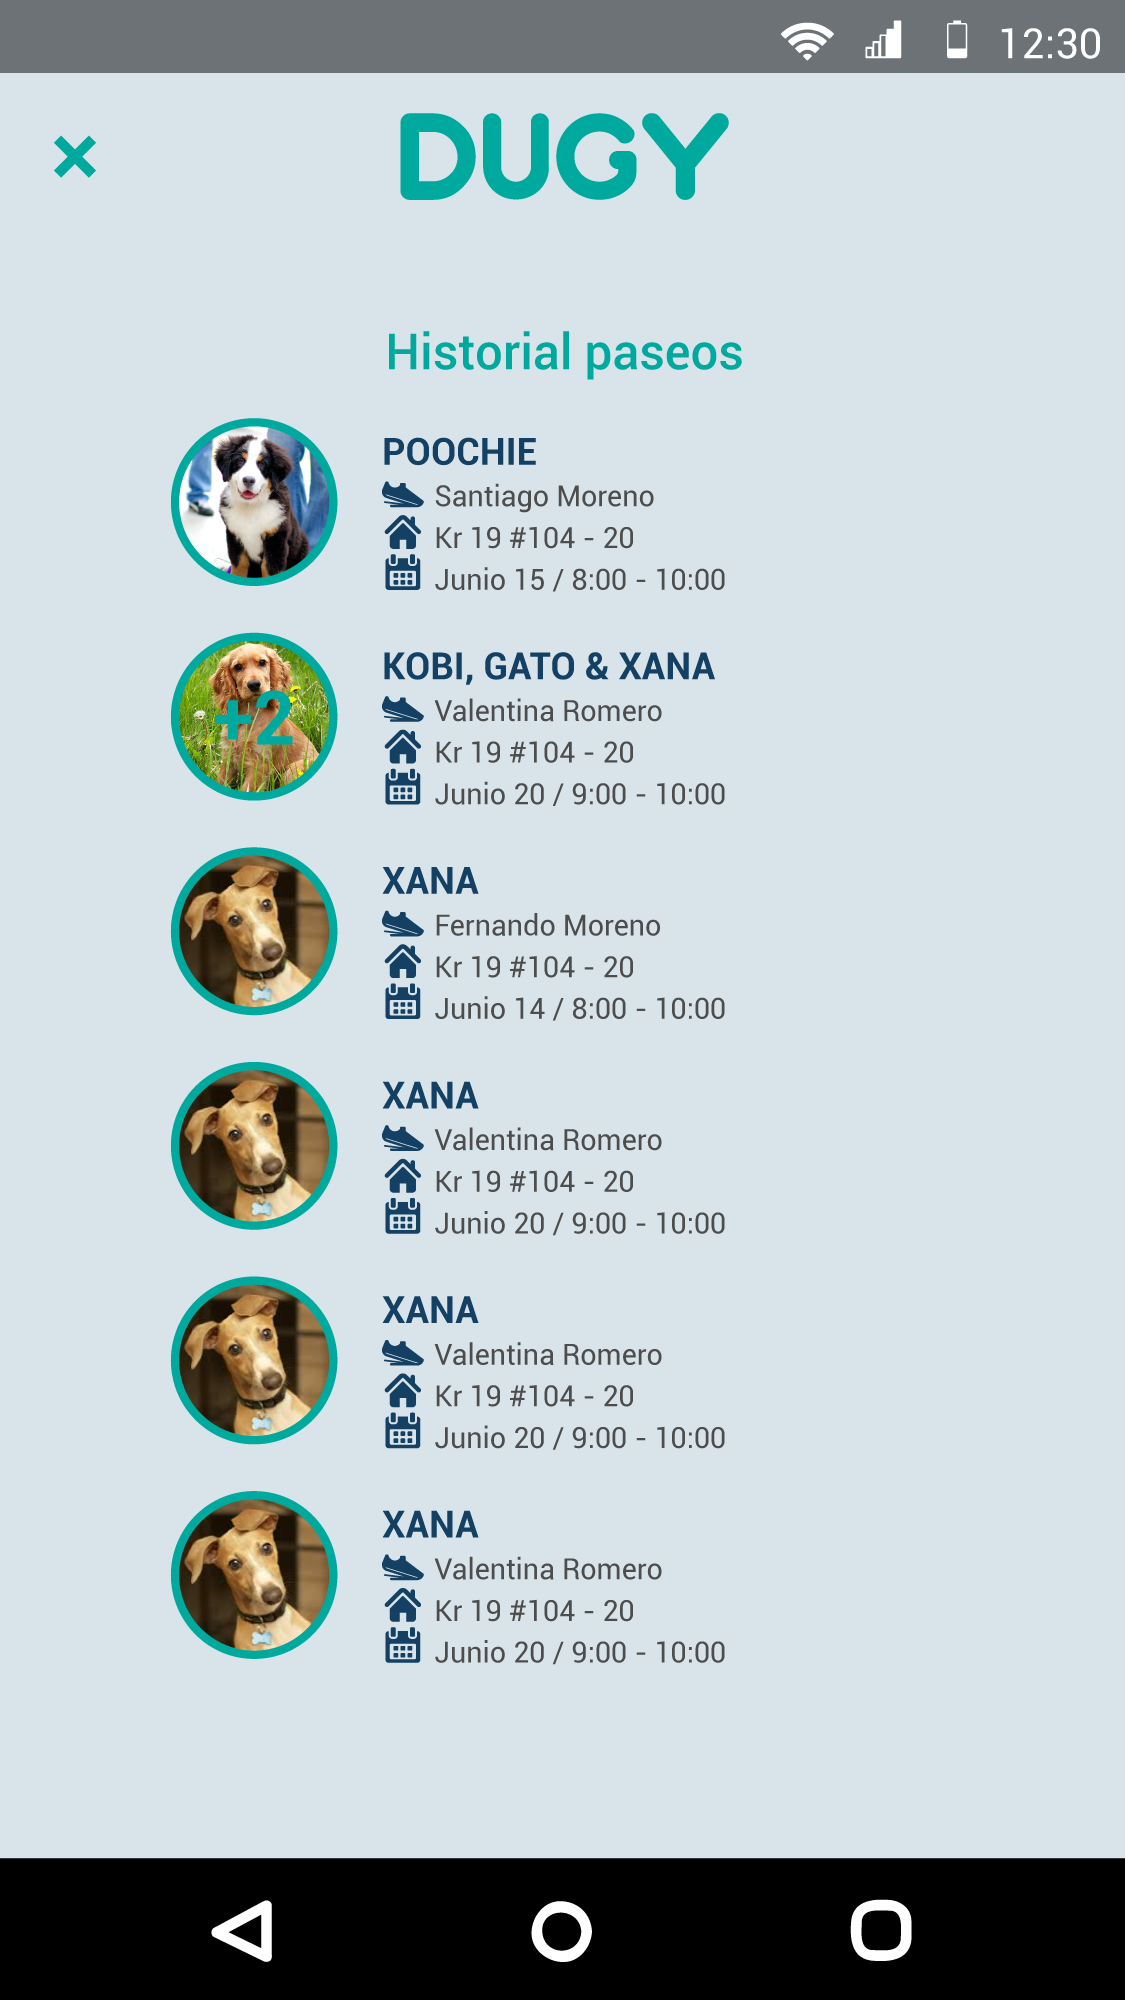 12:30
DUGY
Historial paseos
POOCHIE
Santiago Moreno
Kr 19 #104 - 20
Junio 15 / 8:00 - 10:00
+2
KOBI, GATO & XANA
Valentina Romero
Kr 19 #104 - 20
Junio 20 / 9:00 - 10:00
XANA
Fernando Moreno
Kr 19 #104 - 20
Junio 14 / 8:00 - 10:00
XANA
Valentina Romero
Kr 19 #104 - 20
Junio 20 / 9:00 - 10:00
XANA
Valentina Romero
Kr 19 #104 - 20
Junio 20 / 9:00 - 10:00
XANA
Valentina Romero
Kr 19 #104 - 20
Junio 20 / 9:00 - 10:00